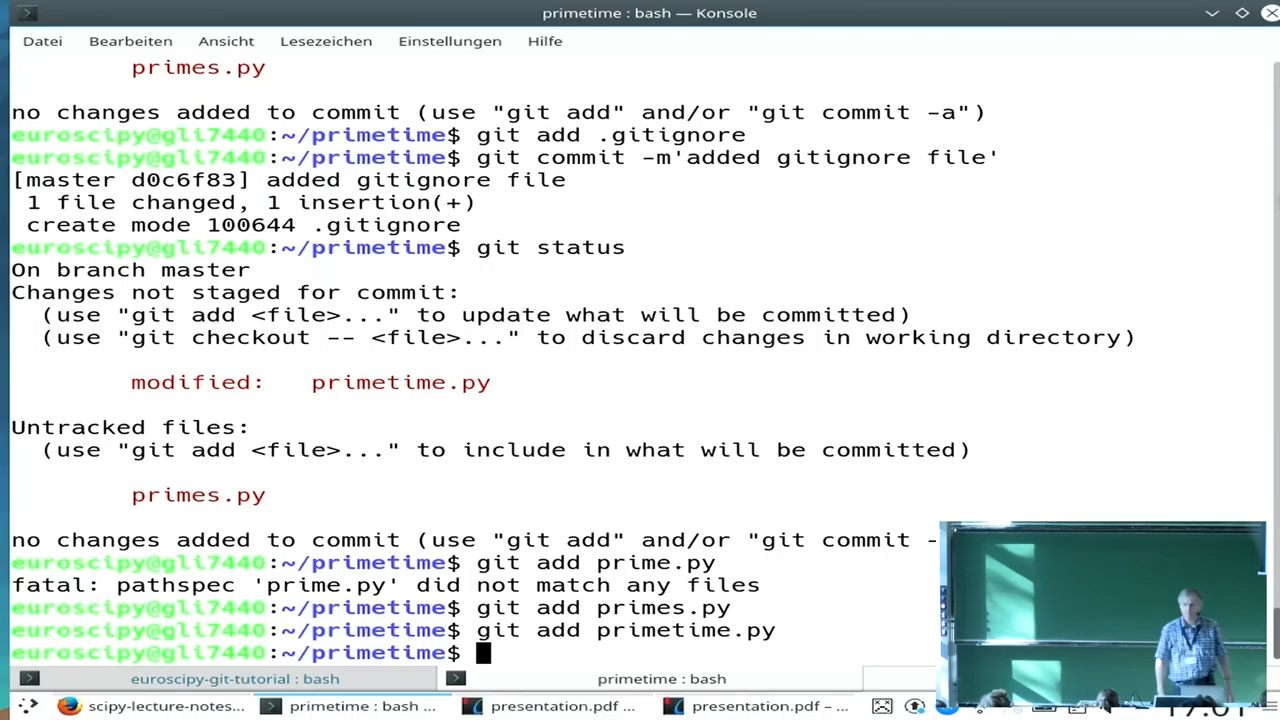 primetime : bash — Konsole
Datei Bearbeiten Ansicht Lesezeichen Einstellungen Hilfe
primes.py
no changes added to commit (use "git add" and/or "git commit -a")
euroscipy@gli7440:~/primetime$ git add .gitignore
euroscipy@gli7440:~/primetime$ git commit -m'added gitignore file'
[master d0c6f83] added gitignore file
1 file changed, 1 insertion(+)
create mode 100644 .gitignore
euroscipy@gli7440:~/primetime$ git status
On branch master
Changes not staged for commit:
(use "git add <file>..." to update what will be committed)
(use "git checkout -- <file>..." to discard changes in working directory)
modified: primetime.py
Untracked files:
(use "git add <file>..." to include in what will be committed)
primes.py
no changes added to commit (use "git add" and/or "git commit -
euroscipy@gli7440:~/primetime$ git add prime.py
fatal: pathspec 'prime.py' did not match any files
euroscipy@gli7440:~/primetime$ git add primes.py
euroscipy@gli7440:~/primetime$ git add primetime.py
euroscipy@gli7440:~/primetime$
euroscipy-git-tutorial : bash primetime : bash
scipy-lecture-notes... primetime : bash ... presentation.pdf ... presentation.pdf – ...